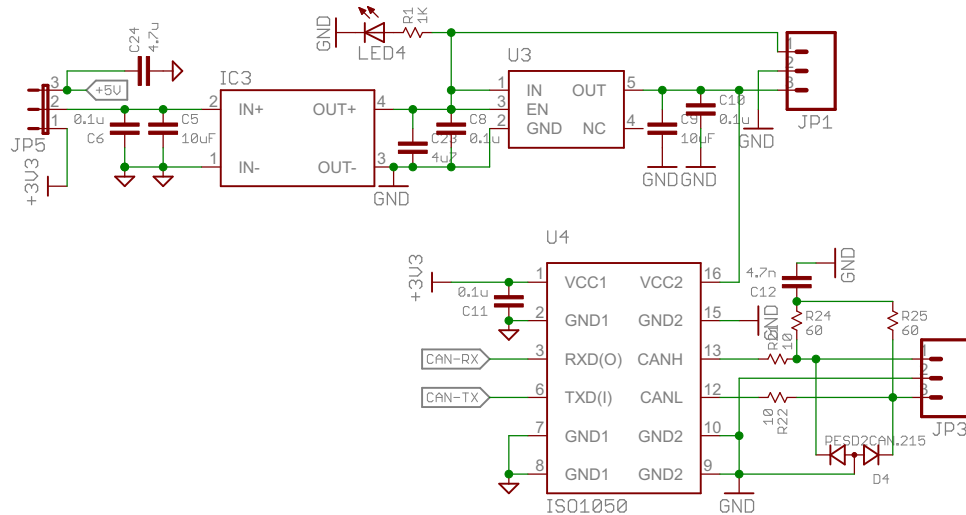 C24
4.7u
GND
LED4
R1
1K
U3
IC3
3
2
1
+5V
JP5
+3V3
0.1u
C6
C5
10uF
2
IN+
OUT+
4
1
IN-
OUT-
3
GND
C23
4u7
C8
0.1u
1
IN
OUT
5
3
EN
2
GND
NC
4
C9
10uF
C10
0.1u
GND
GND
GND
1
2
3
JP1
U4
+3V3
0.1u
C11
1
VCC1
VCC2
16
2
GND1
GND2
15
GND
CAN-RX
3
RXD(O)
CANH
13
CAN-TX
6
TXD(I)
CANL
12
7
GND1
GND2
10
8
GND1
GND2
9
ISO1050
GND
4.7n
C12
GND
R24
60
R25
60
R21
10
10
R22
1
2
3
JP3
PESD2CAN.215
D4